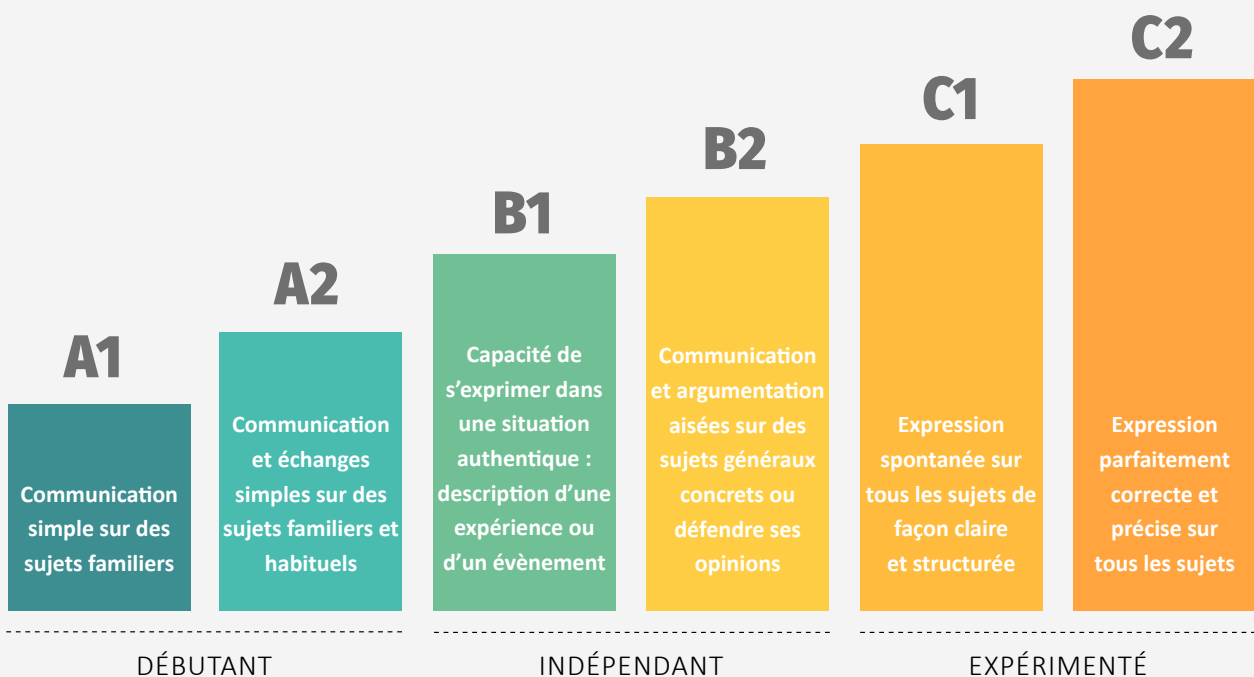 A1
Communication
simple sur des
sujets familiers
A2
Communication
et échanges
simples sur des
sujets familiers et
habituels
B1
Capacité de
s’exprimer dans
une situation
authentique :
description d’une
expérience ou
d’un évènement
B2
Communication
et argumentation
aisées sur des
sujets généraux
concrets ou
défendre ses
opinions
C1
Expression
spontanée sur
tous les sujets de
façon claire
et structurée
C2
Expression
parfaitement
correcte et
précise sur
tous les sujets
DÉBUTANT
INDÉPENDANT
EXPÉRIMENTÉ